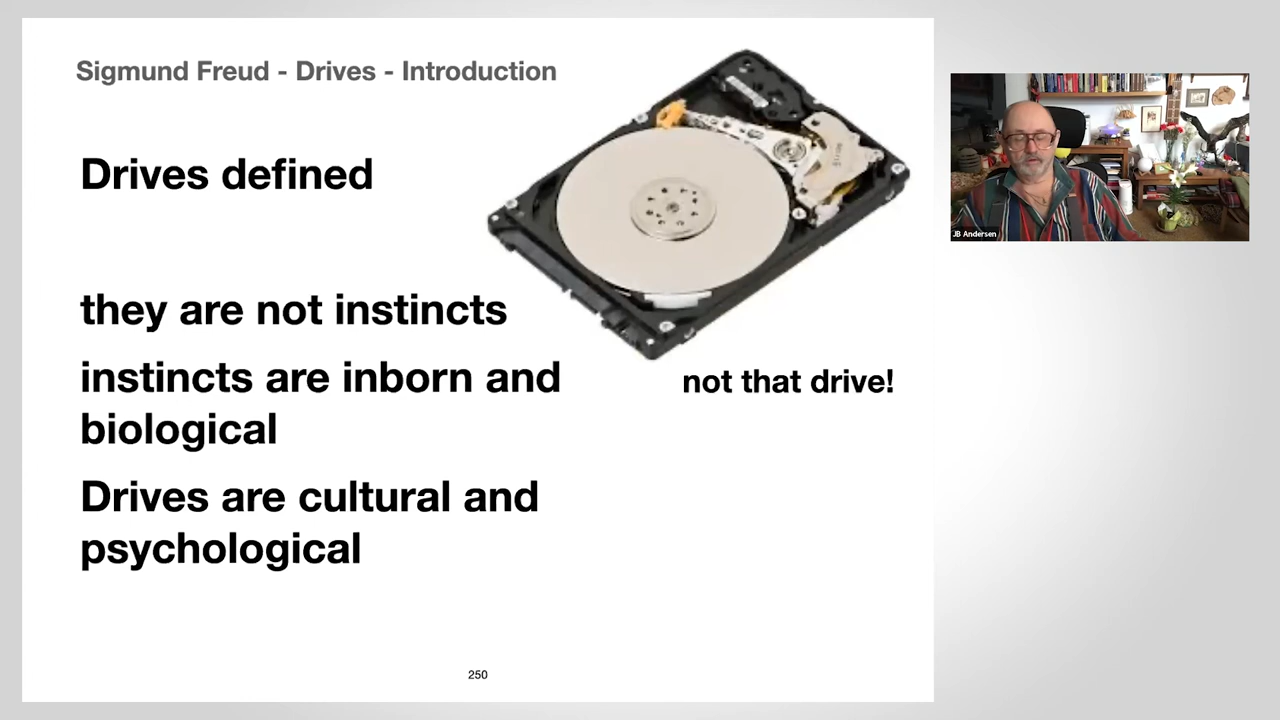 Sigmund Freud - Drives - Introduction
Drives defined
they are not instincts
instincts are inborn and
biological
not that drive!
Drives are cultural and
psychological
250
JB Andersen